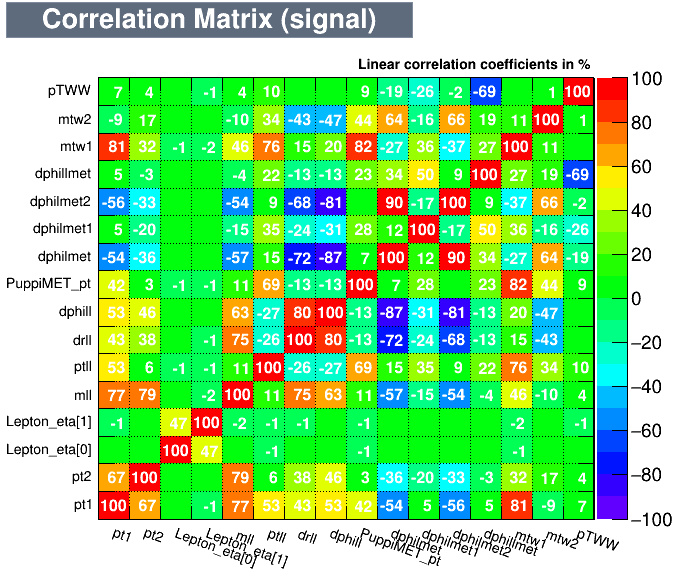 Correlation Matrix (signal)
Linear correlation coefficients in %
pTWW 7 4 -1 4 10 9 -19 -26 -2 -69 1 100
mtw2 -9 17 -10 34 -43 -47 44 64 -16 66 19 11 100 1
mtw1 81 32 -1 -2 46 76 15 20 82 -27 36 -37 27 100 11
dphillmet 5 -3 -4 22 -13 -13 23 34 50 9 100 27 19 -69
dphilmet2 -56 -33 -54 9 -68 -81 90 -17 100 9 -37 66 -2
dphilmet1 5 -20 -15 35 -24 -31 28 12 100 -17 50 36 -16 -26
dphilmet -54 -36 -57 15 -72 -87 7 100 12 90 34 -27 64 -19
PuppiMET_pt 42 3 -1 -1 11 69 -13 -13 100 7 28 23 82 44 9
dphill 53 46 63 -27 80 100 -13 -87 -31 -81 -13 20 -47
drll 43 38 -1 75 -26 100 80 -13 -72 -24 -68 -13 15 -43
ptll 53 6 -1 -1 11 100 -26 -27 69 15 35 9 22 76 34 10
mll 77 79 -2 100 11 75 63 11 -57 -15 -54 -4 46 -10 4
Lepton_eta[1] -1 47 100 -2 -1 -1 -1 -2 -1
Lepton_eta[0] 100 47 -1 -1 -1
pt2 67 100 79 6 38 46 3 -36 -20 -33 -3 32 17 4
pt1 100 67 -1 77 53 43 53 42 -54 5 -56 5 81 -9 7
pt1 pt2 Lepton_eta[0] Lepton_eta[1] mll ptll drll dphill PuppiMET_pt dphilmet dphilmet1 dphilmet2 dphillmet mtw1 mtw2 pTWW
100
80
60
40
20
0
−20
−40
−60
−80
−100